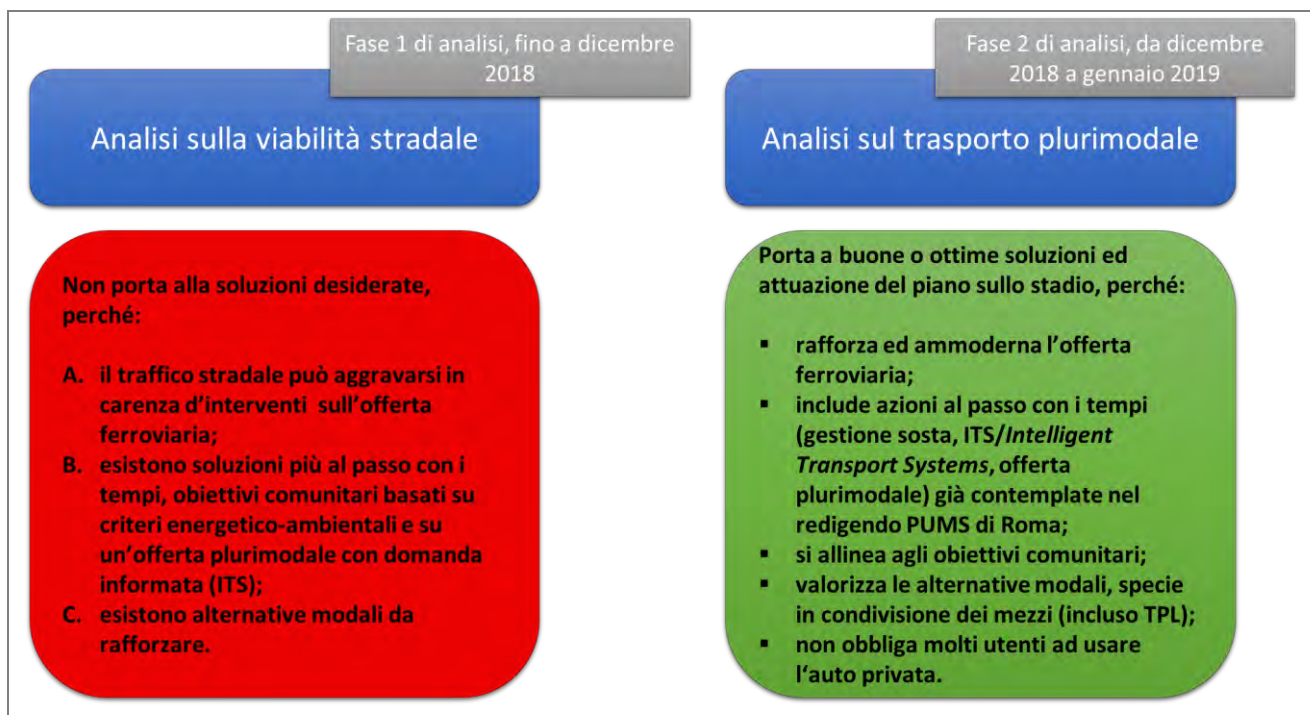 Fase 1 di analisi, fino a dicembre
2018
Analisi sulla viabilità stradale
Non porta alla soluzioni desiderate,
perché:
A. il traffico stradale può aggravarsi in
carenza d'interventi sull'offerta
ferroviaria;
B. esistono soluzioni più al passo con i
tempi, obiettivi comunitari basati su
criteri energetico-ambientali e su
un'offerta plurimodale con domanda
informata (ITS);
C. esistono alternative modali da
rafforzare.
Fase 2 di analisi, da dicembre
2018 a gennaio 2019
Analisi sul trasporto plurimodale
Porta a buone o ottime soluzioni ed
attuazione del piano sullo stadio, perché:
▪ rafforza ed ammoderna l'offerta
ferroviaria;
▪ include azioni al passo con i tempi
(gestione sosta, ITS/Intelligent
Transport Systems, offerta
plurimodale) già contemplate nel
redigendo PUMS di Roma;
▪ si allinea agli obiettivi comunitari;
▪ valorizza le alternative modali, specie
in condivisione dei mezzi (incluso TPL);
▪ non obbliga molti utenti ad usare
l'auto privata.